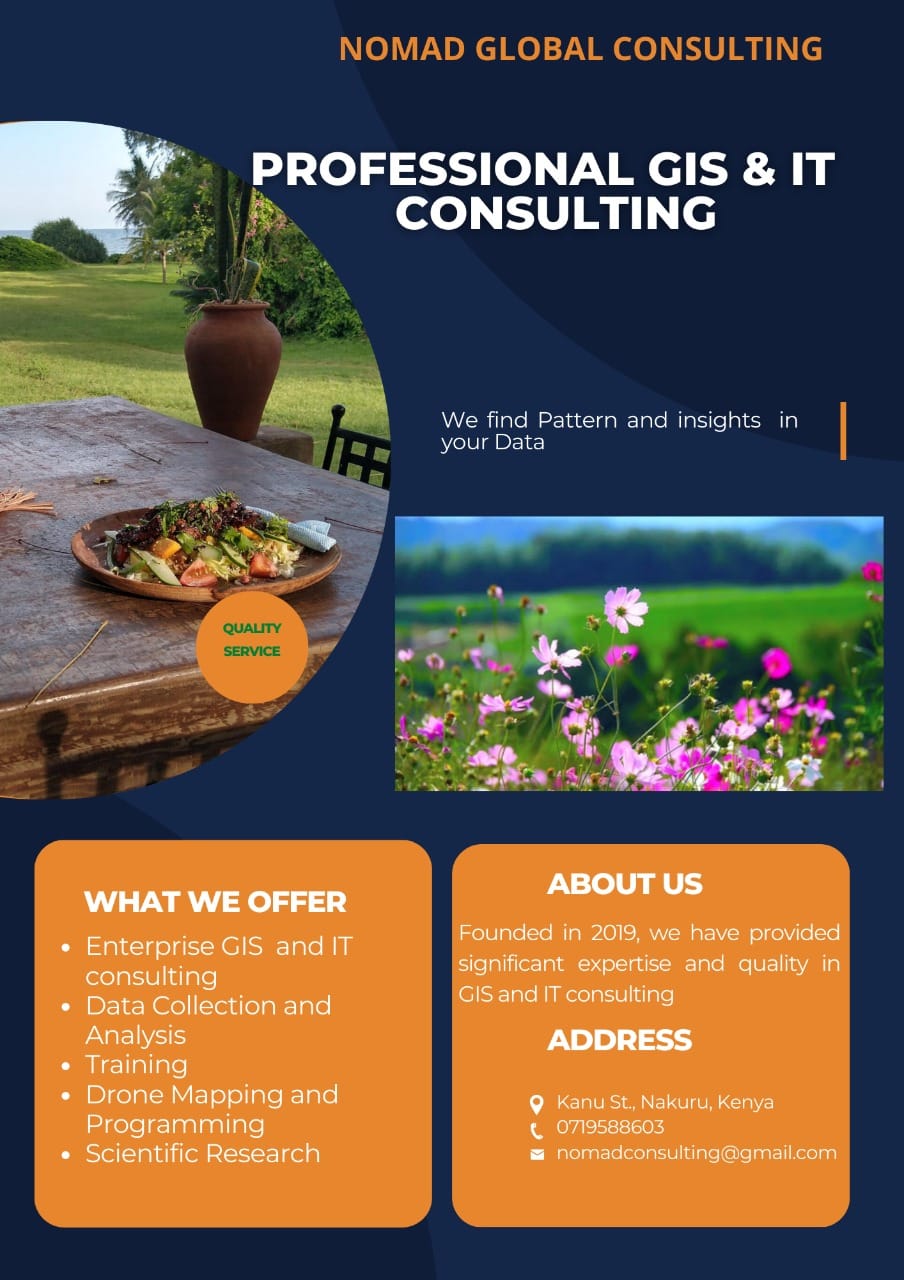 NOMAD GLOBAL CONSULTING
PROFESSIONAL GIS & IT
CONSULTING
We find Pattern and insights in
your Data
QUALITY
SERVICE
WHAT WE OFFER
• Enterprise GIS and IT
consulting
• Data Collection and
Analysis
• Training
• Drone Mapping and
Programming
• Scientific Research
ABOUT US
Founded in 2019, we have provided
significant expertise and quality in
GIS and IT consulting
ADDRESS
Kanu St., Nakuru, Kenya
0719588603
nomadconsulting@gmail.com